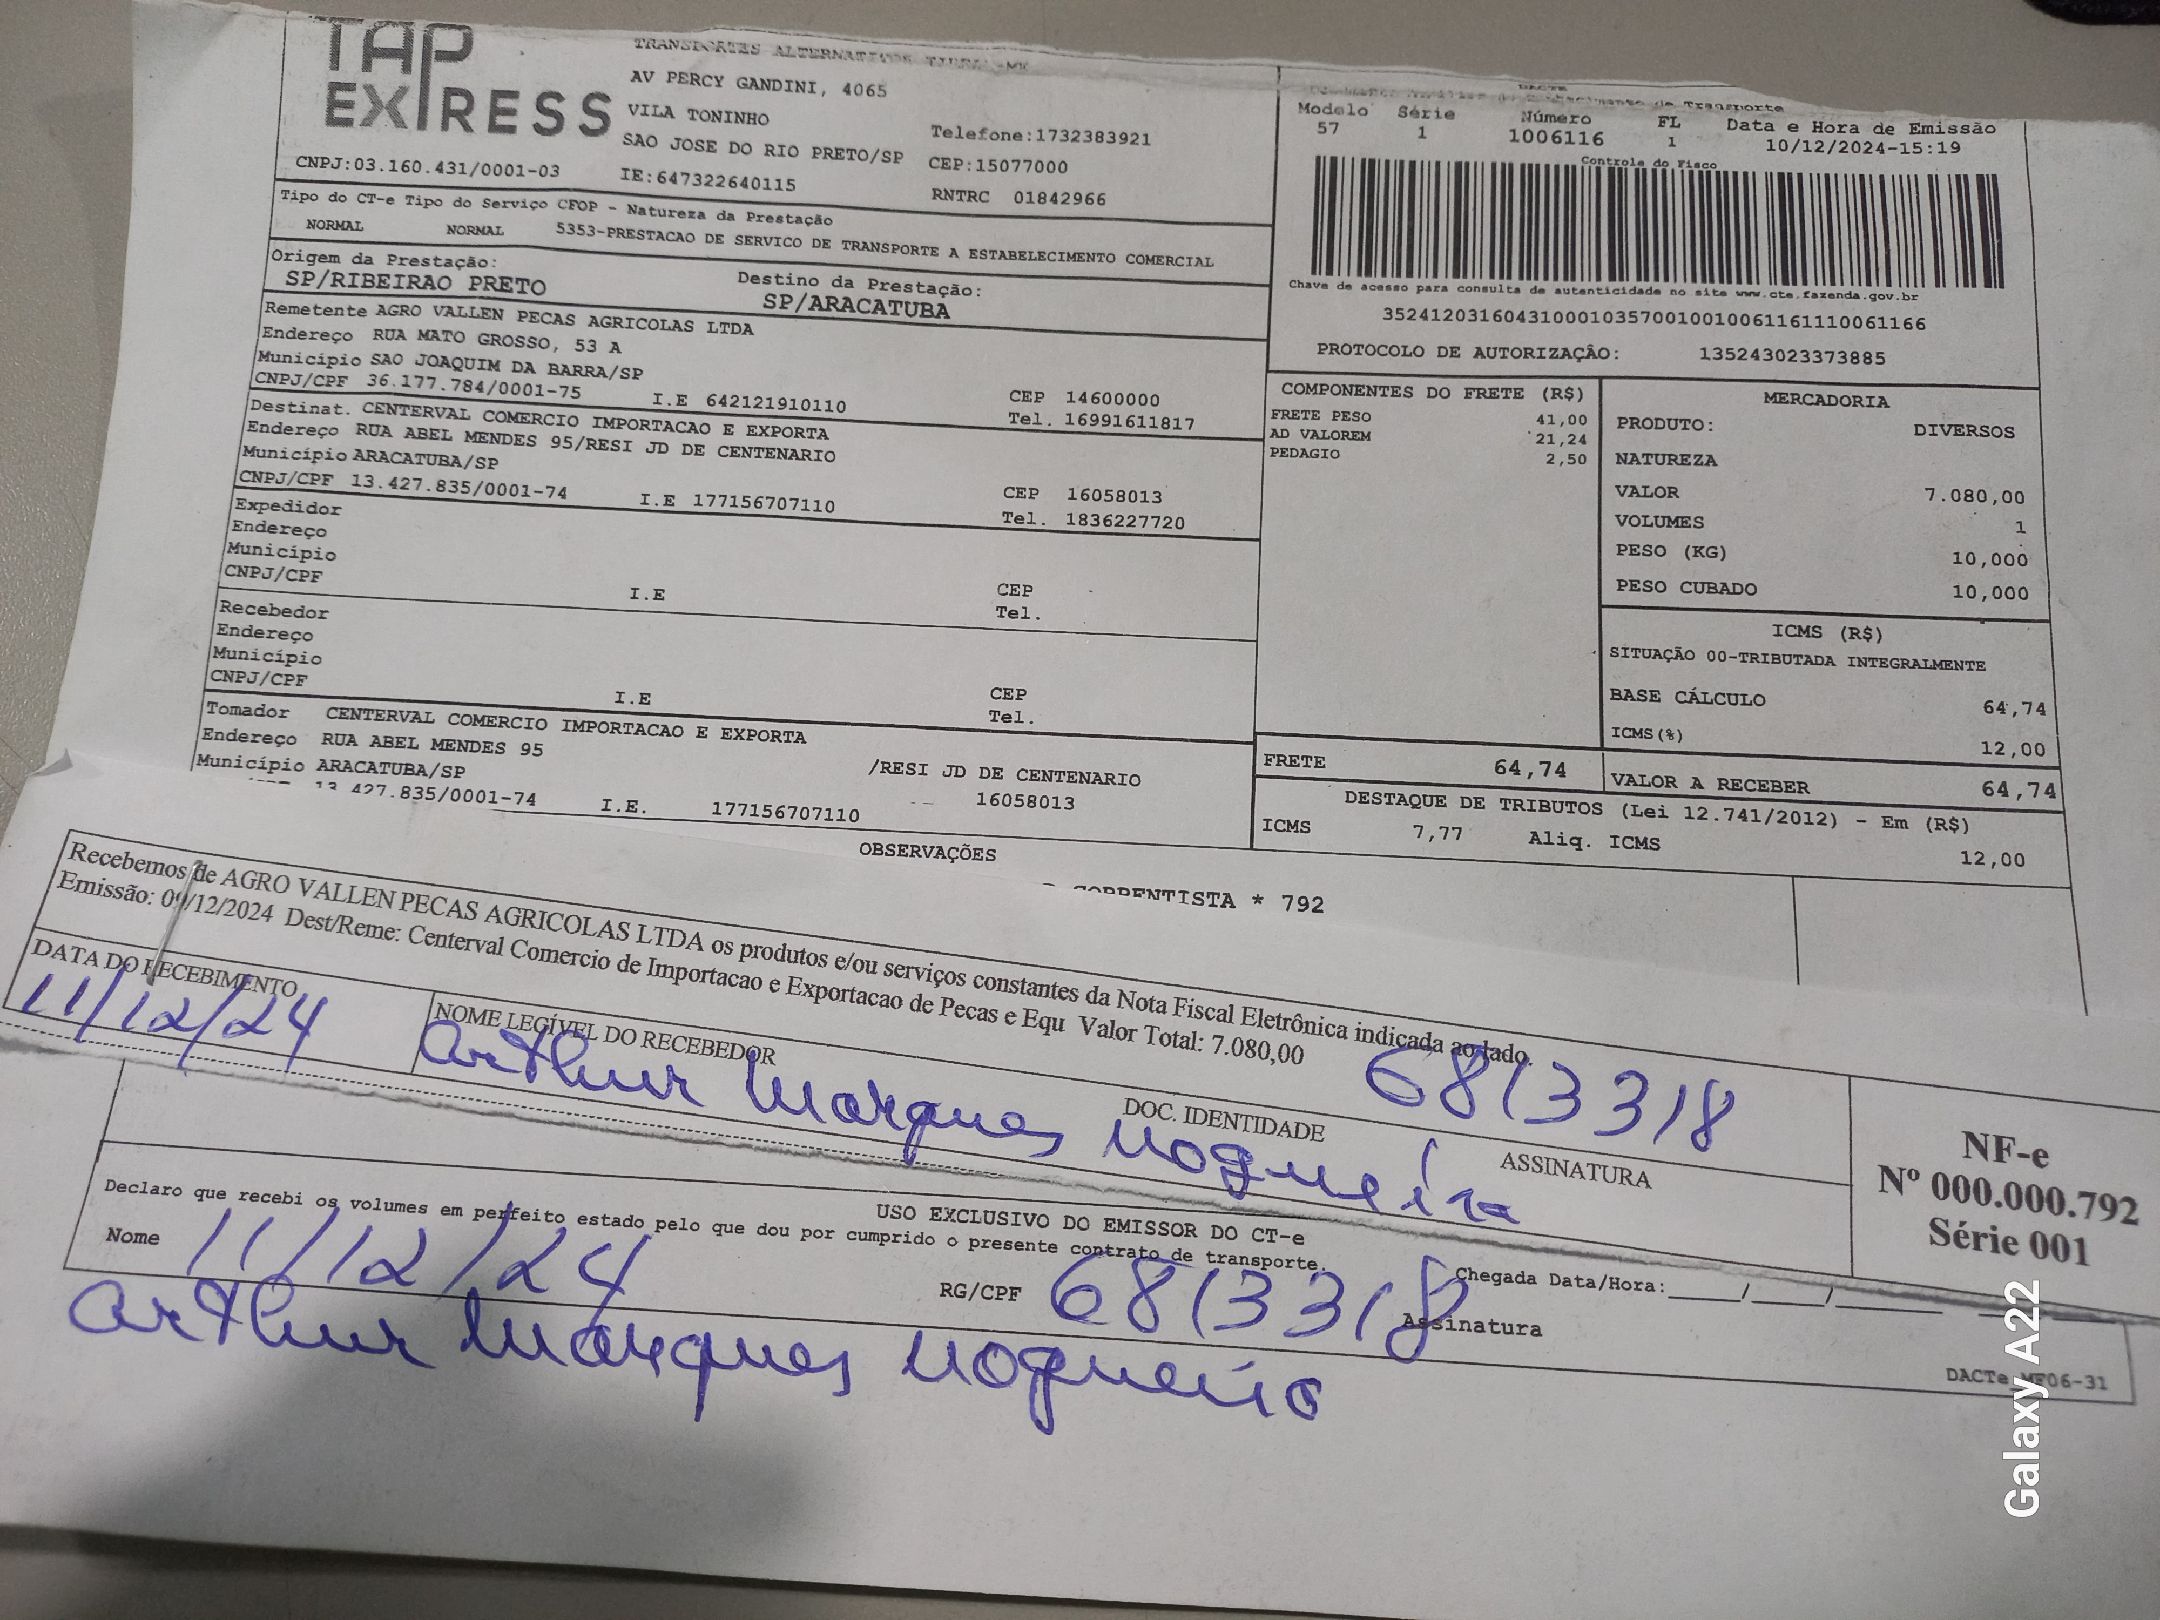 TAP
EXPRESS
TRANSPORTES ALTERNATIVOS
AV PERCY GANDINI, 4065
VILA TONINHO
SAO JOSE DO RIO PRETO/SP
Telefone:1732383921
CEP:15077000
CNPJ:03.160.431/0001-03
IE:647322640115
RNTRC 01842966
Tipo do CT-e Tipo do Serviço CFOP - Natureza da Prestação
NORMAL NORMAL 5353-PRESTACAO DE SERVICO DE TRANSPORTE A ESTABELECIMENTO COMERCIAL
Origem da Prestação: Destino da Prestação:
SP/RIBEIRAO PRETO SP/ARACATUBA
Remetente AGRO VALLEN PECAS AGRICOLAS LTDA
Endereço RUA MATO GROSSO, 53 A
Município SAO JOAQUIM DA BARRA/SP CEP 14600000
CNPJ/CPF 36.177.784/0001-75 I.E 642121910110 Tel. 16991611817
Destinat. CENTERVAL COMERCIO IMPORTACAO E EXPORTA
Endereço RUA ABEL MENDES 95/RESI JD DE CENTENARIO
Município ARACATUBA/SP CEP 16058013
CNPJ/CPF 13.427.835/0001-74 I.E 177156707110 Tel. 1836227720
Expedidor
Endereço
Município CEP
CNPJ/CPF I.E Tel.
Recebedor
Endereço
Município CEP
CNPJ/CPF I.E Tel.
Tomador CENTERVAL COMERCIO IMPORTACAO E EXPORTA
Endereço RUA ABEL MENDES 95 /RESI JD DE CENTENARIO
Município ARACATUBA/SP 16058013
13.427.835/0001-74 I.E. 177156707110
DACTE
de Transporte
Modelo Série Número FL Data e Hora de Emissão
57 1 1006116 1 10/12/2024-15:19
Controle do Fisco
Chave de acesso para consulta de autenticidade no site www.cte.fazenda.gov.br
35241203160431000103570010010061161110061166
PROTOCOLO DE AUTORIZAÇÃO: 135243023373885
COMPONENTES DO FRETE (R$)
FRETE PESO 41,00
AD VALOREM 21,24
PEDAGIO 2,50
MERCADORIA
PRODUTO: DIVERSOS
NATUREZA
VALOR 7.080,00
VOLUMES 1
PESO (KG) 10,000
PESO CUBADO 10,000
ICMS (R$)
SITUAÇÃO 00-TRIBUTADA INTEGRALMENTE
BASE CÁLCULO 64,74
ICMS(%) 12,00
FRETE 64,74 VALOR A RECEBER 64,74
DESTAQUE DE TRIBUTOS (Lei 12.741/2012) - Em (R$)
ICMS 7,77 Aliq. ICMS 12,00
OBSERVAÇÕES
CORRENTISTA * 792
Recebemos de AGRO VALLEN PECAS AGRICOLAS LTDA os produtos e/ou serviços constantes da Nota Fiscal Eletrônica indicada ao lado
Emissão: 09/12/2024 Dest/Reme: Centerval Comercio de Importacao e Exportacao de Pecas e Equ Valor Total: 7.080,00
DATA DO RECEBIMENTO NOME LEGÍVEL DO RECEBEDOR DOC. IDENTIDADE ASSINATURA
11/12/24 Arthur Marques Nogueira 6813318
NF-e
Nº 000.000.792
Série 001
USO EXCLUSIVO DO EMISSOR DO CT-e
Declaro que recebi os volumes em perfeito estado pelo que dou por cumprido o presente contrato de transporte.
Nome 11/12/24 RG/CPF 6813318 Chegada Data/Hora:_____/_____/_____
Assinatura
Arthur Marques Nogueira
DACTe MF06-31
Galaxy A22